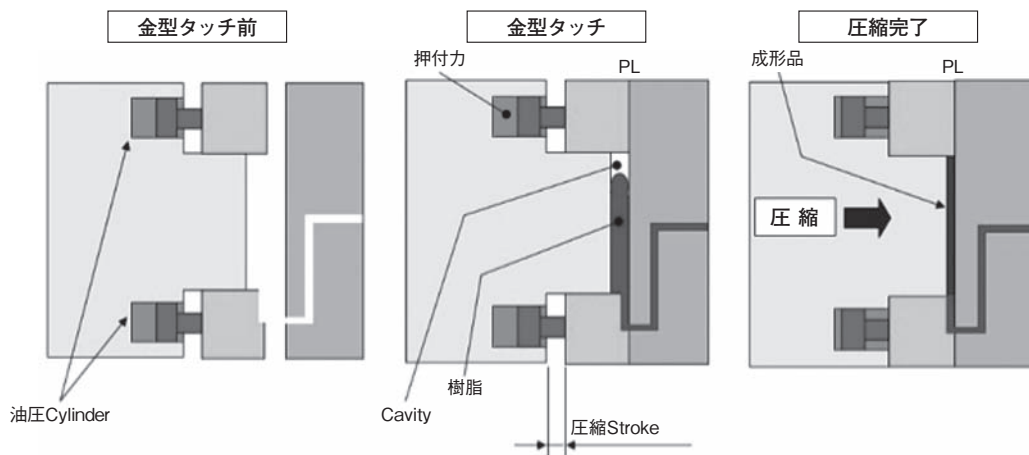 金型タッチ前
金型タッチ
圧縮完了
押付力
PL
成形品
PL
圧 縮
油圧Cylinder
Cavity
樹脂
圧縮Stroke